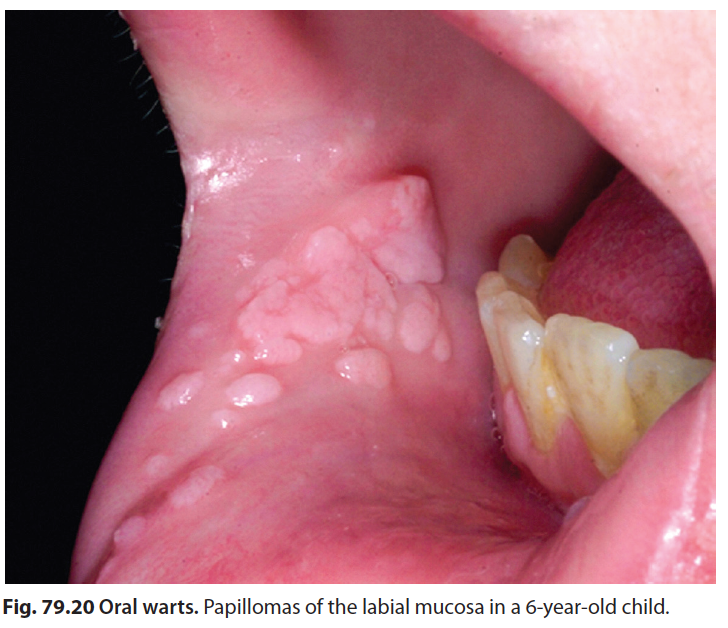 Fig. 79.20 Oral warts. Papillomas of the labial mucosa in a 6-year-old child.